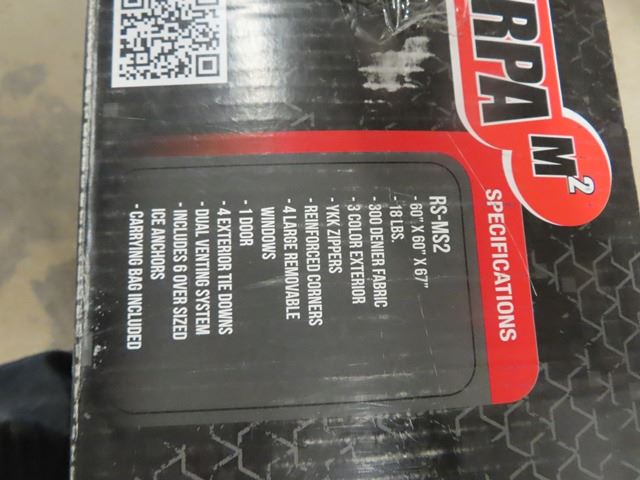 RPA M²
SPECIFICATIONS
RS-MS2
- 60" X 60" X 67"
- 18 LBS.
- 300 DENIER FABRIC
- 3 COLOR EXTERIOR
- YKK ZIPPERS
- REINFORCED CORNERS
- 4 LARGE REMOVABLE
WINDOWS
- 1 DOOR
- 4 EXTERIOR TIE DOWNS
- DUAL VENTING SYSTEM
- INCLUDES 6 OVER SIZED
ICE ANCHORS
- CARRYING BAG INCLUDED